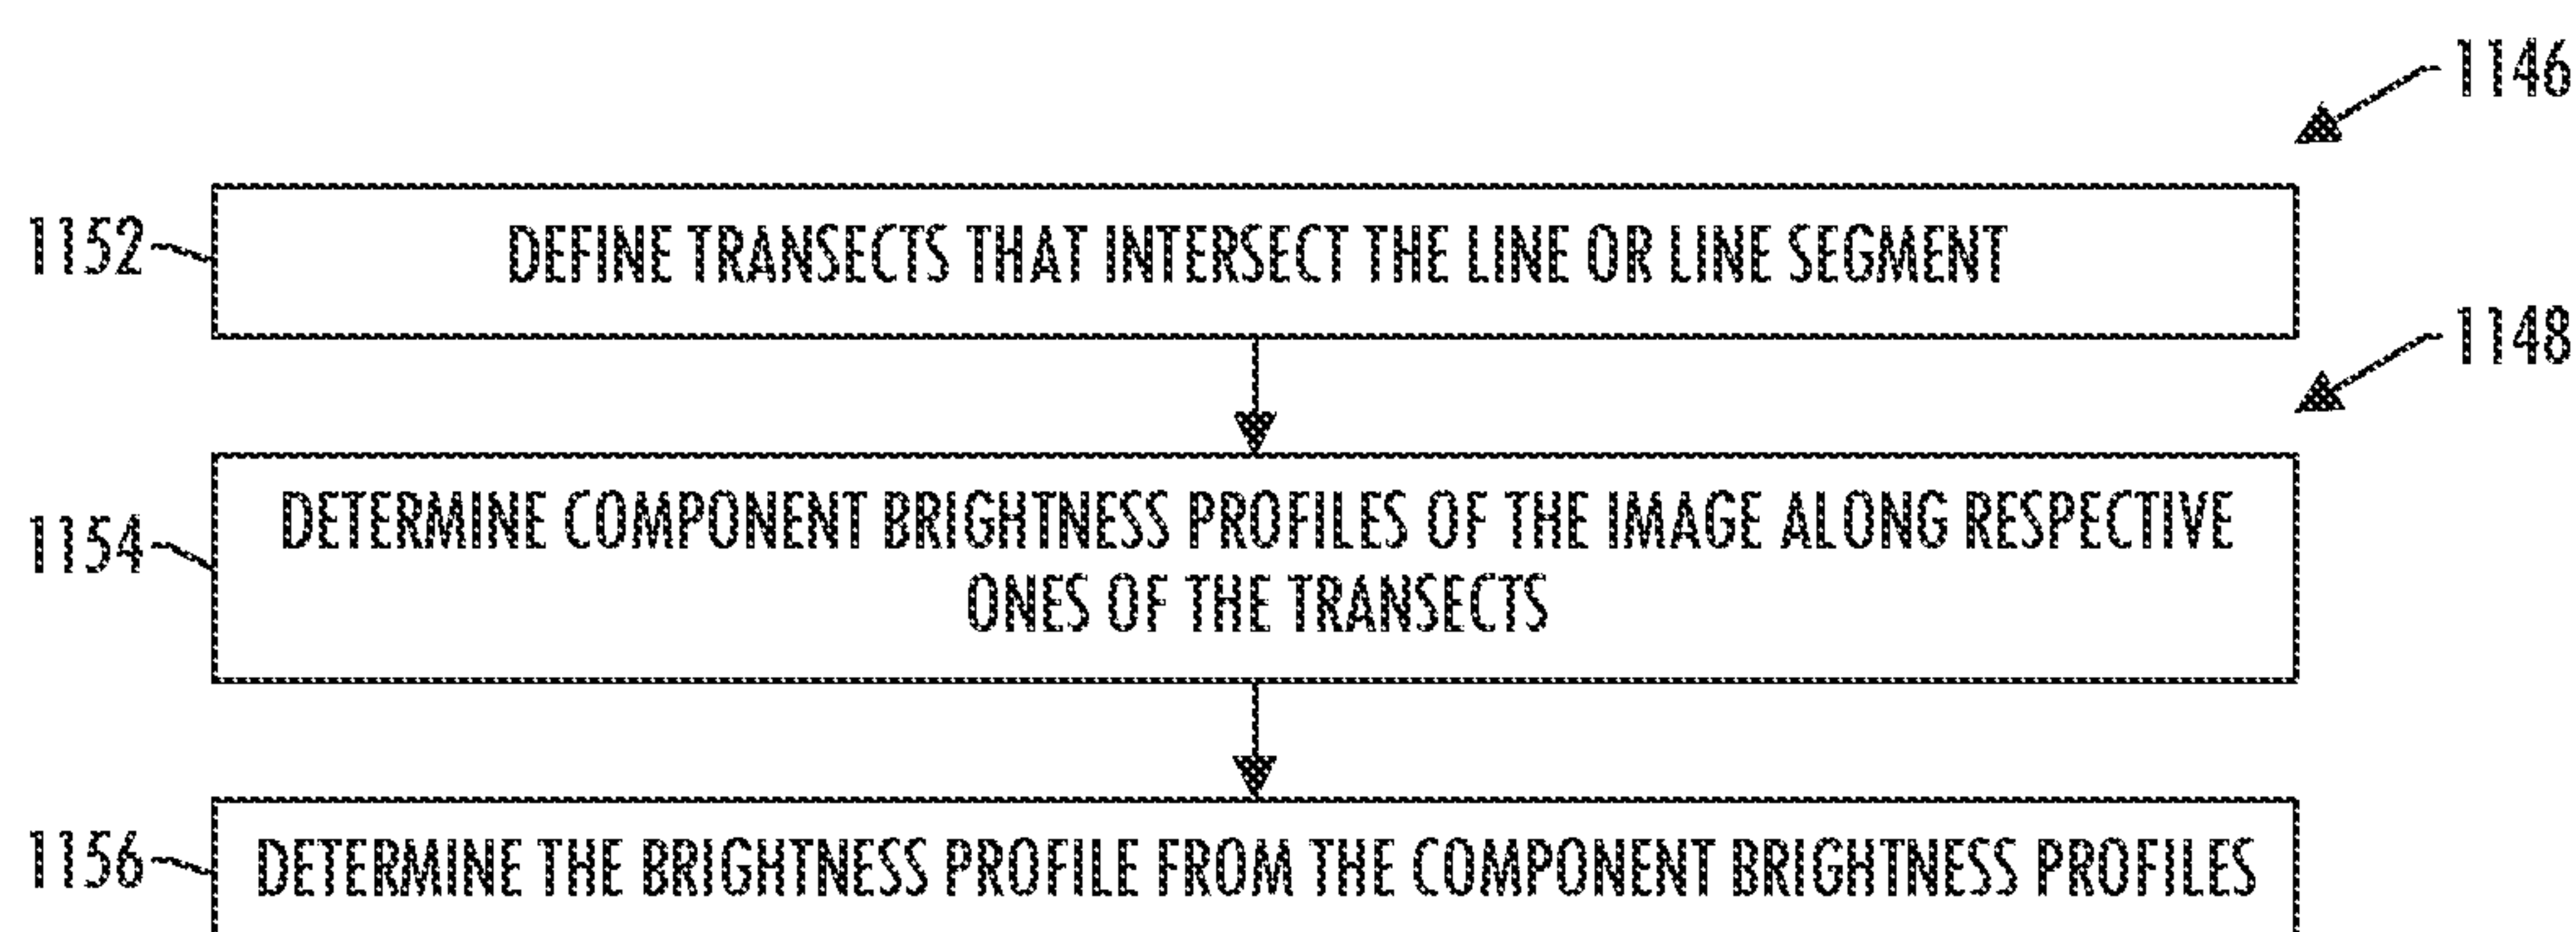 1146
1152
DEFINE TRANSECTS THAT INTERSECT THE LINE OR LINE SEGMENT
1148
1154
DETERMINE COMPONENT BRIGHTNESS PROFILES OF THE IMAGE ALONG RESPECTIVE
ONES OF THE TRANSECTS
1156
DETERMINE THE BRIGHTNESS PROFILE FROM THE COMPONENT BRIGHTNESS PROFILES